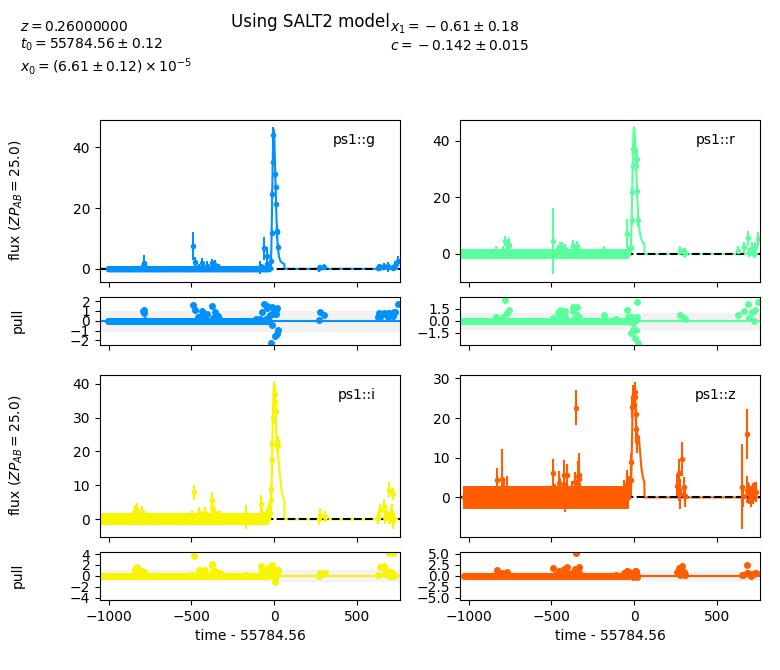 Using SALT2 model
z = 0.26000000
t₀ = 55784.56 ± 0.12
x₀ = (6.61 ± 0.12) × 10⁻⁵
x₁ = −0.61 ± 0.18
c = −0.142 ± 0.015
flux (ZP_AB = 25.0)
40
20
0
ps1::g
40
20
0
ps1::r
pull
2
1
0
−1
−2
1.5
0.0
−1.5
flux (ZP_AB = 25.0)
40
30
20
10
0
ps1::i
30
20
10
0
ps1::z
pull
4
2
0
−2
−4
5.0
2.5
0.0
−2.5
−5.0
−1000 −500 0 500
−1000 −500 0 500
time - 55784.56
time - 55784.56